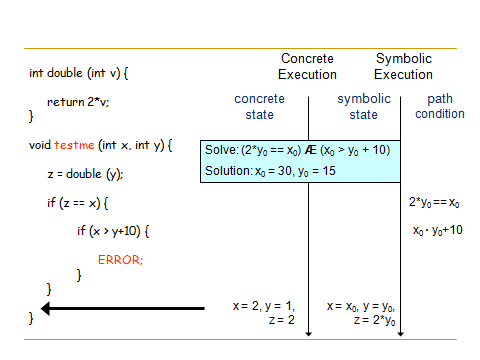 Concrete Execution
Symbolic Execution
int double (int v) {
return 2*v;
}
concrete state
symbolic state
path condition
void testme (int x, int y) {
z = double (y);
if (z == x) {
if (x > y+10) {
ERROR;
}
}
}
Solve: (2*y₀ == x₀) Æ (x₀ > y₀ + 10)
Solution: x₀ = 30, y₀ = 15
2*y₀ == x₀
x₀ · y₀+10
x = 2, y = 1,
z = 2
x = x₀, y = y₀,
z = 2*y₀